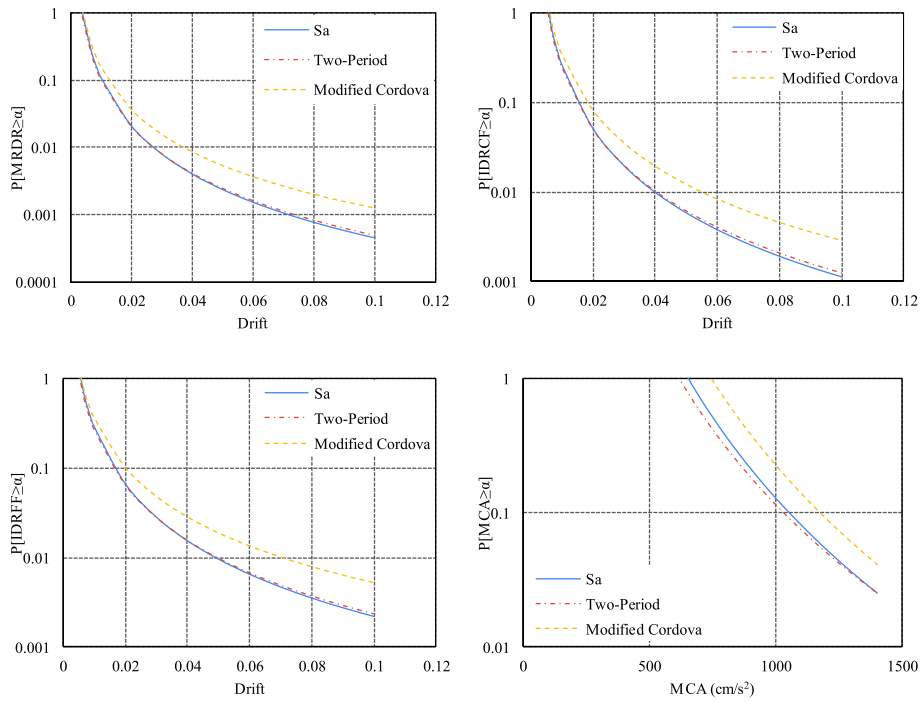 P[MRDR≥α]
1
0.1
0.01
0.001
0.0001
0 0.02 0.04 0.06 0.08 0.1 0.12
Drift
Sa
Two-Period
Modified Cordova
P[IDRCF≥α]
1
0.1
0.01
0.001
0 0.02 0.04 0.06 0.08 0.1 0.12
Drift
Sa
Two-Period
Modified Cordova
P[IDRFF≥α]
1
0.1
0.01
0.001
0 0.02 0.04 0.06 0.08 0.1 0.12
Drift
Sa
Two-Period
Modified Cordova
P[MCA≥α]
1
0.1
0.01
0 500 1000 1500
MCA (cm/s²)
Sa
Two-Period
Modified Cordova